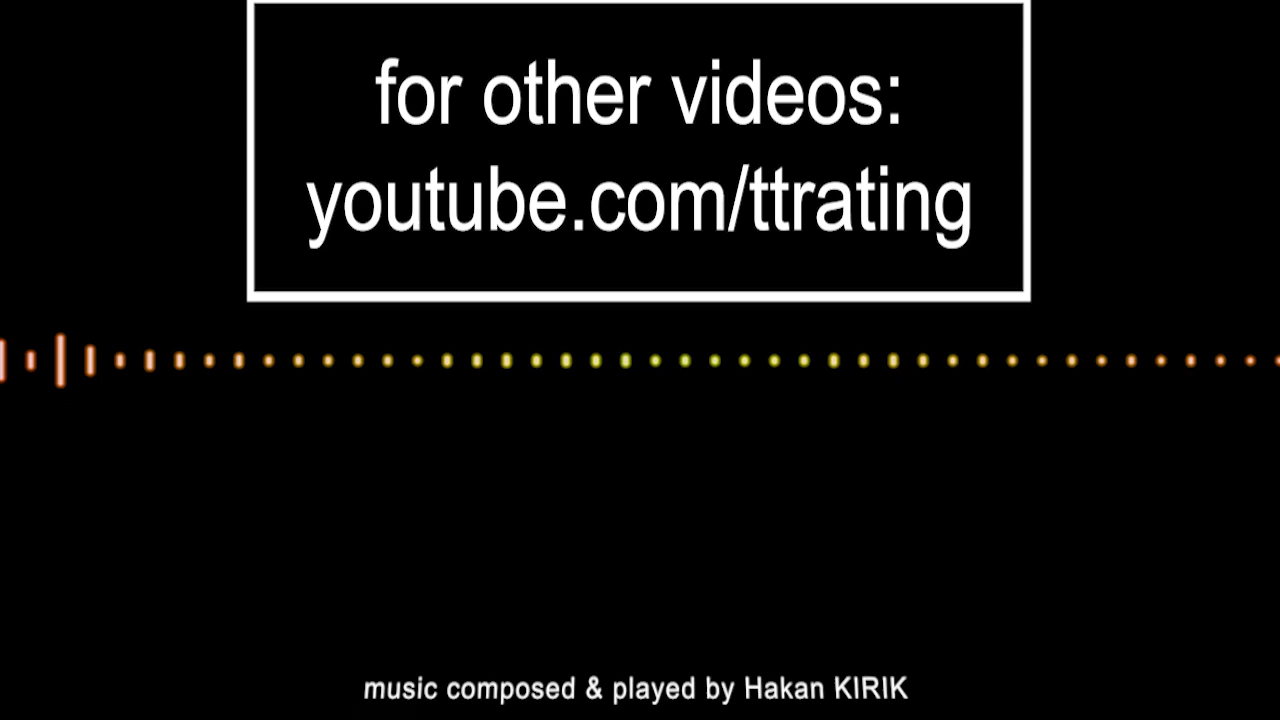 for other videos:
youtube.com/ttrating
music composed & played by Hakan KIRIK